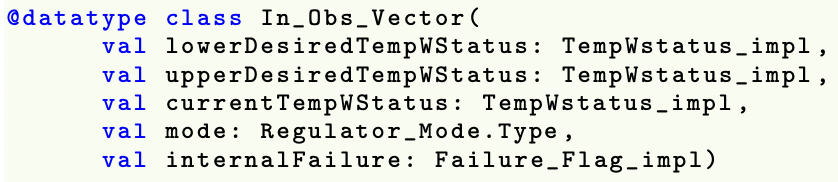 @datatype class In_Obs_Vector(
val lowerDesiredTempWStatus: TempWstatus_impl,
val upperDesiredTempWStatus: TempWstatus_impl,
val currentTempWStatus: TempWstatus_impl,
val mode: Regulator_Mode.Type,
val internalFailure: Failure_Flag_impl)